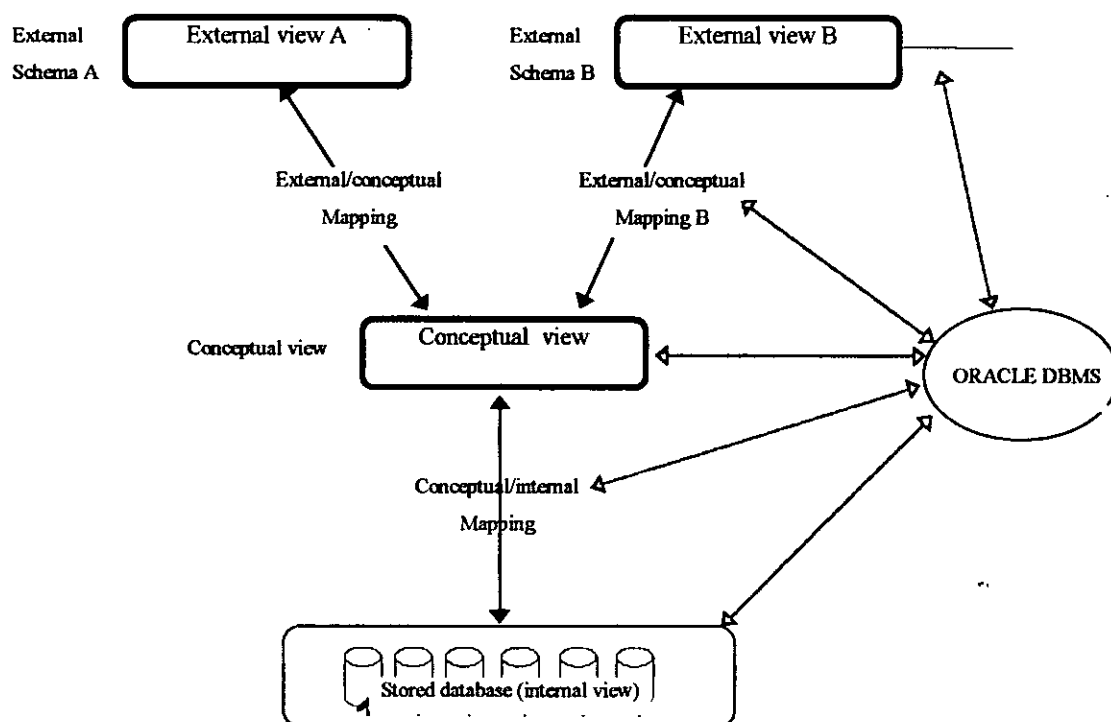 External
Schema A
External view A
External
Schema B
External view B
External/conceptual
Mapping
External/conceptual
Mapping B
Conceptual view
Conceptual view
ORACLE DBMS
Conceptual/internal
Mapping
Stored database (internal view)